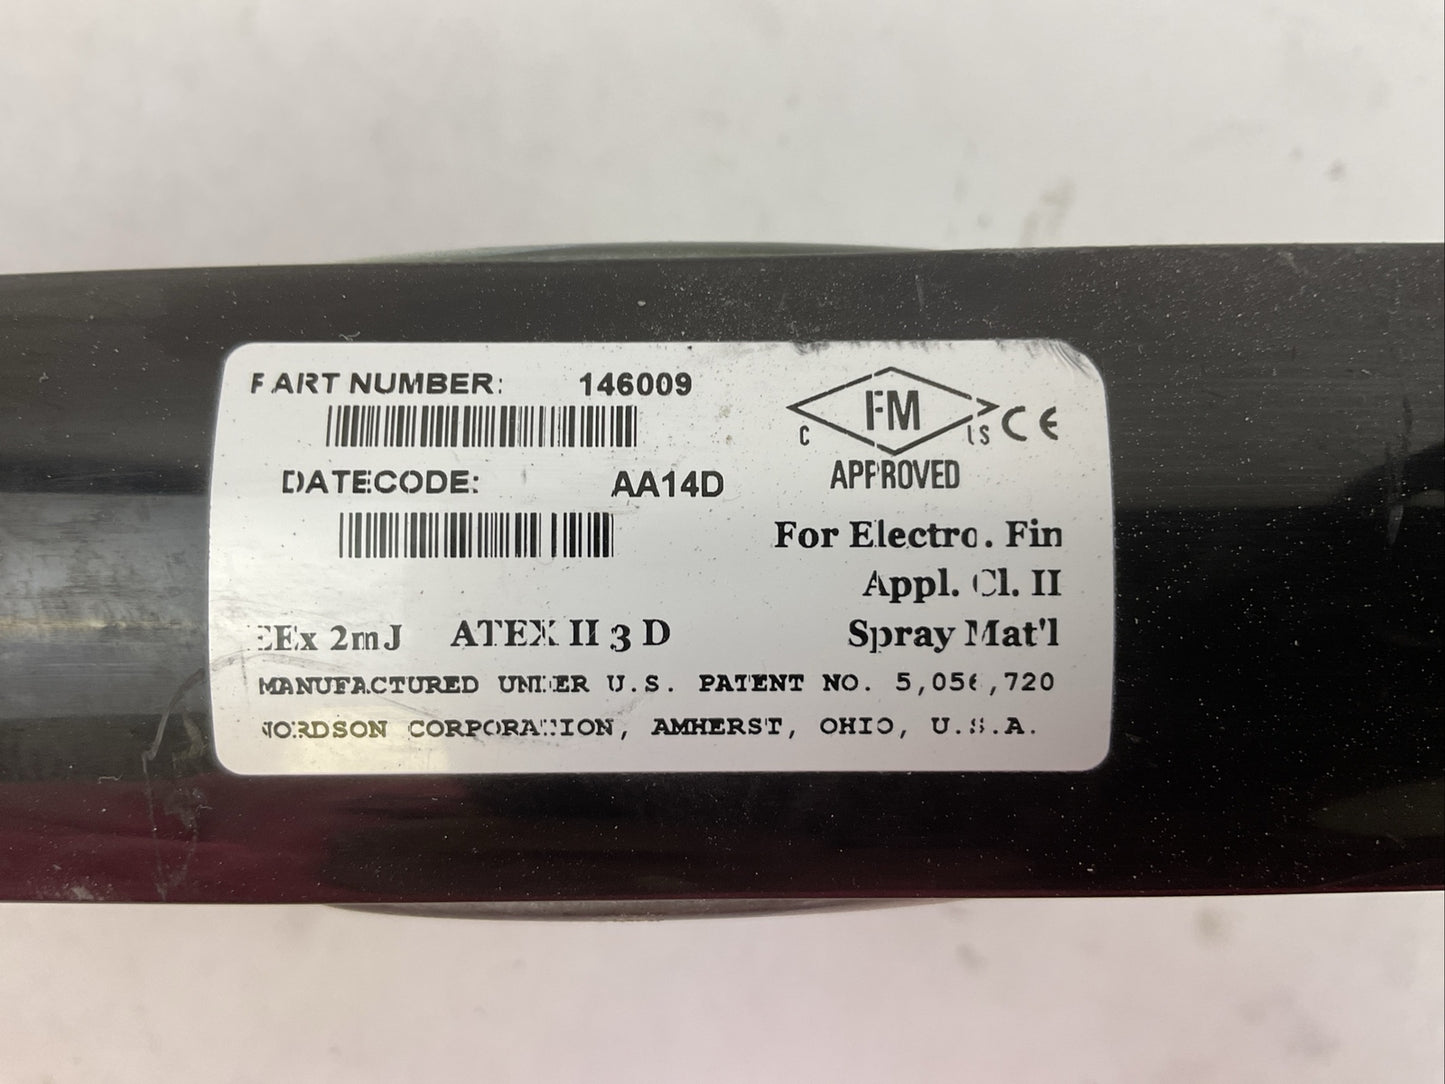 PART NUMBER: 146009
DATECODE: AA14D
FM
C US CE
APPROVED
For Electro. Fin
Appl. Cl. II
Spray Mat'l
EEx 2mJ ATEX II 3 D
MANUFACTURED UNDER U.S. PATENT NO. 5,056,720
NORDSON CORPORATION, AMHERST, OHIO, U.S.A.